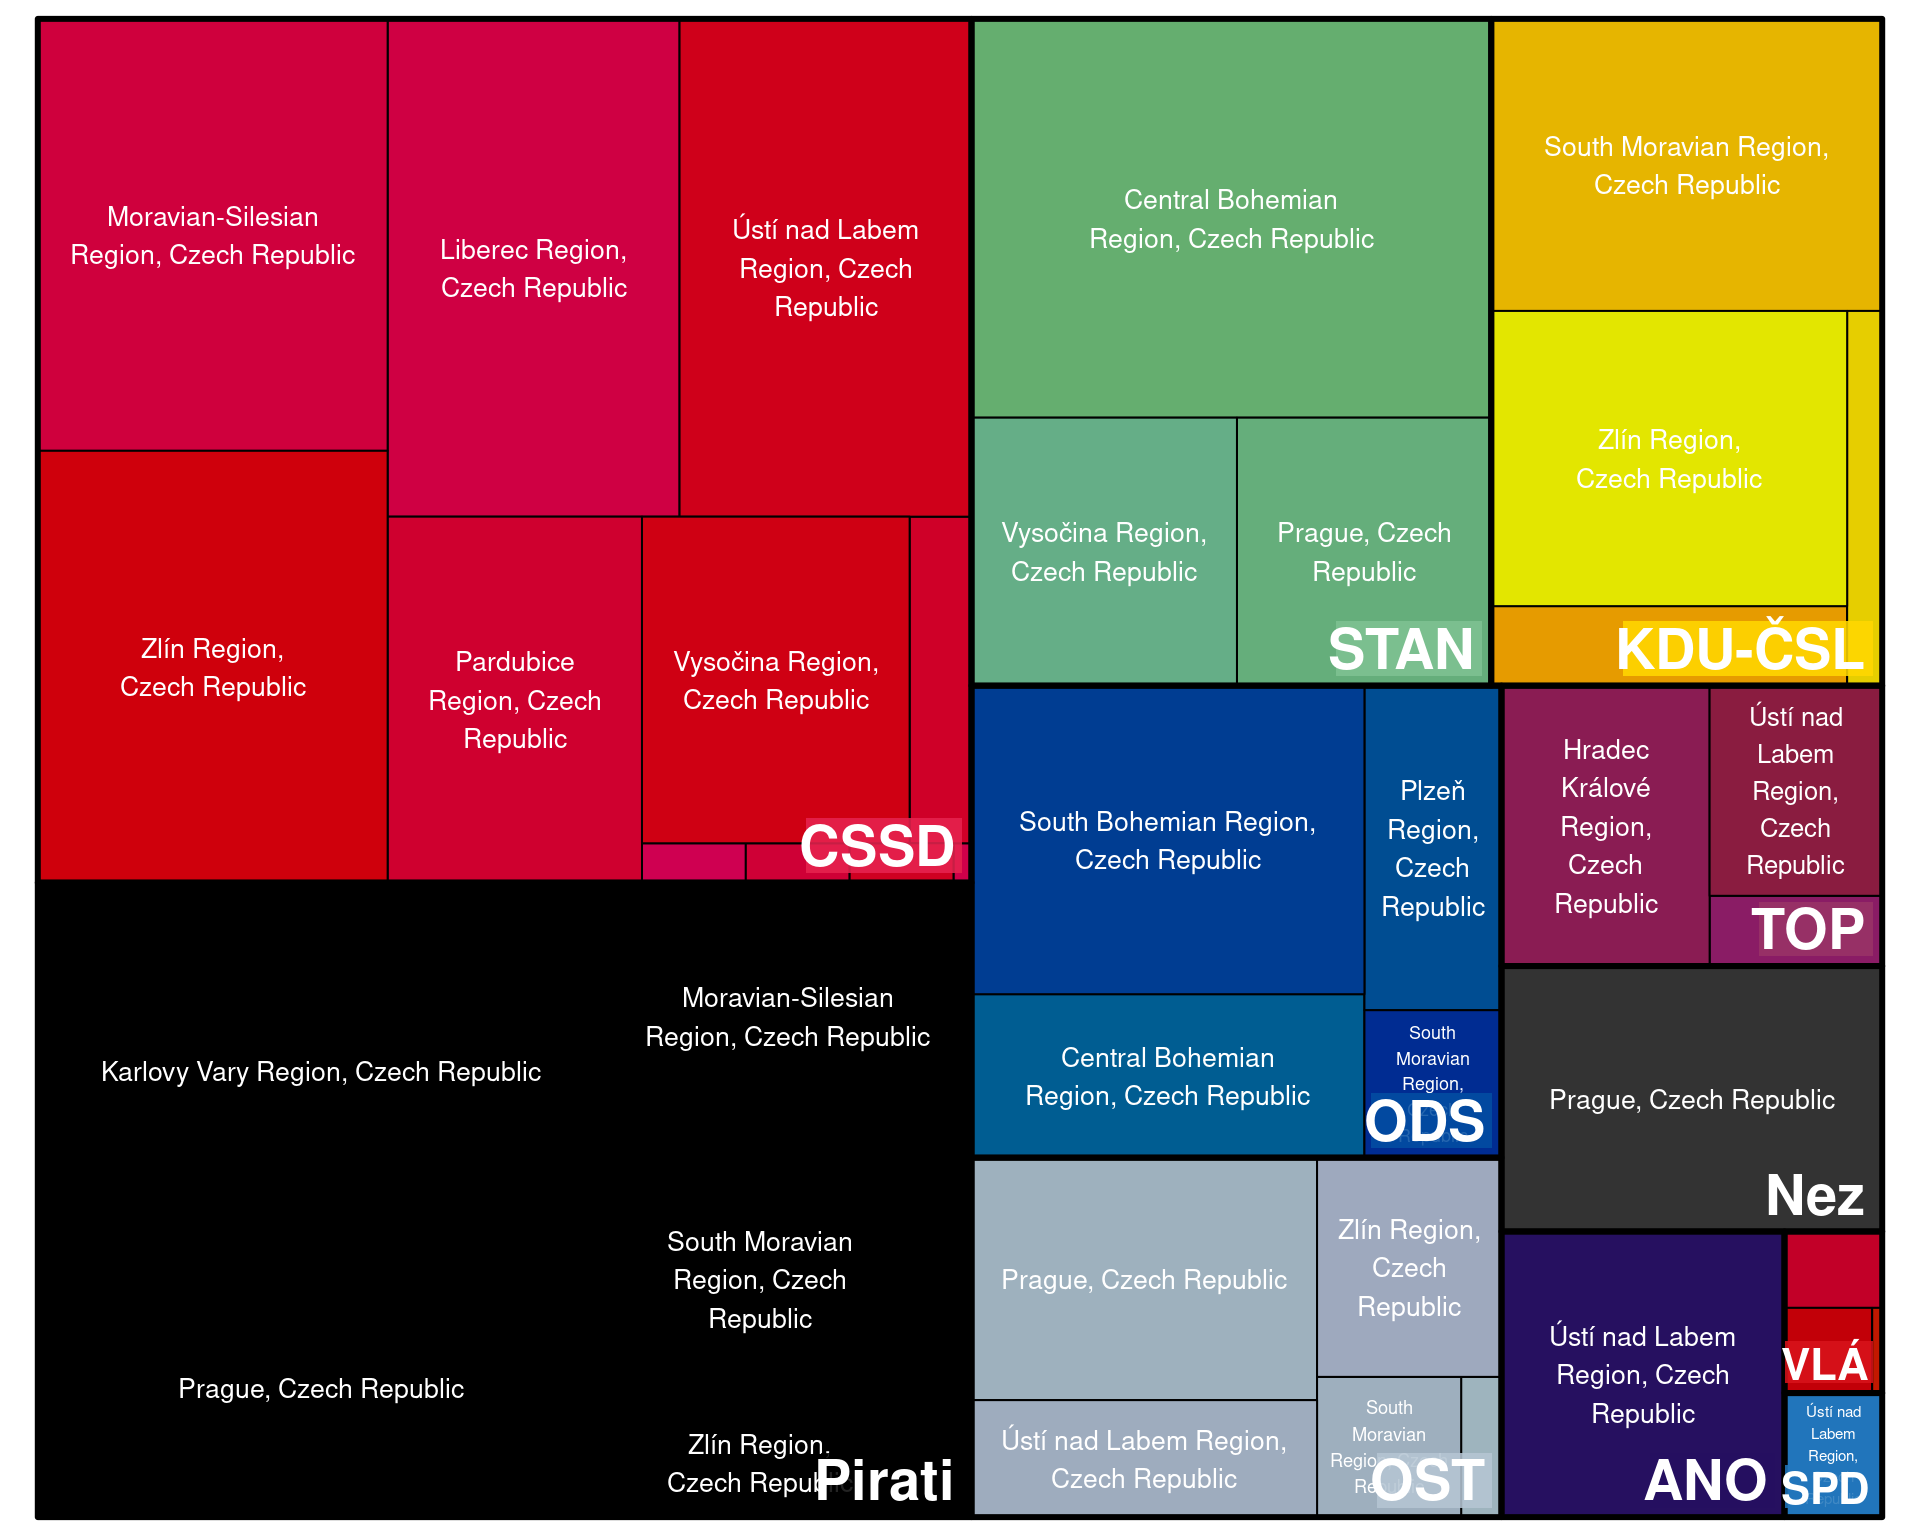 Moravian-Silesian
Region, Czech Republic
Liberec Region,
Czech Republic
Ústí nad Labem
Region, Czech
Republic
Zlín Region,
Czech Republic
Pardubice
Region, Czech
Republic
Vysočina Region,
Czech Republic
CSSD
Central Bohemian
Region, Czech Republic
Vysočina Region,
Czech Republic
Prague, Czech
Republic
STAN
South Moravian Region,
Czech Republic
Zlín Region,
Czech Republic
KDU-ČSL
Karlovy Vary Region, Czech Republic
Moravian-Silesian
Region, Czech Republic
Prague, Czech Republic
South Moravian
Region, Czech
Republic
Zlín Region,
Czech Republic
Pirati
South Bohemian Region,
Czech Republic
Plzeň
Region,
Czech
Republic
Central Bohemian
Region, Czech Republic
South
Moravian
Region,
ODS
Hradec
Králové
Region,
Czech
Republic
Ústí nad
Labem
Region,
Czech
Republic
TOP
Prague, Czech Republic
Nez
Prague, Czech Republic
Zlín Region,
Czech
Republic
Ústí nad Labem Region,
Czech Republic
South
Moravian
OST
Ústí nad Labem
Region, Czech
Republic
ANO
VLÁ
Ústí nad
Labem
Region,
SPD